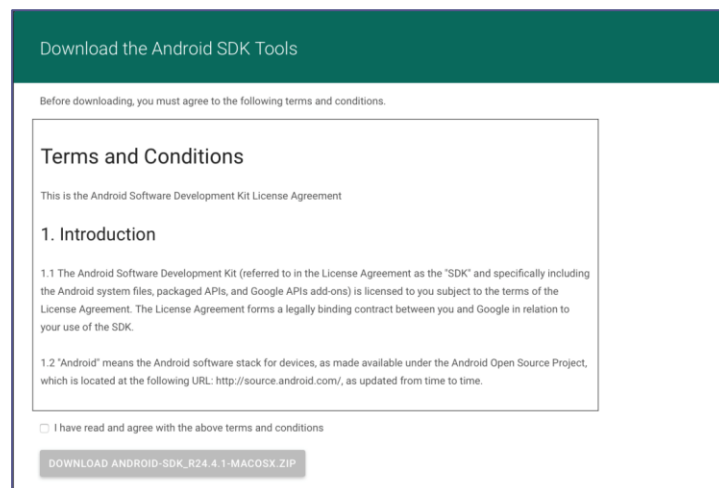 Download the Android SDK Tools
Before downloading, you must agree to the following terms and conditions.
Terms and Conditions
This is the Android Software Development Kit License Agreement
1. Introduction
1.1 The Android Software Development Kit (referred to in the License Agreement as the "SDK" and specifically including
the Android system files, packaged APIs, and Google APIs add-ons) is licensed to you subject to the terms of the
License Agreement. The License Agreement forms a legally binding contract between you and Google in relation to
your use of the SDK.
1.2 "Android" means the Android software stack for devices, as made available under the Android Open Source Project,
which is located at the following URL: http://source.android.com/, as updated from time to time.
I have read and agree with the above terms and conditions
DOWNLOAD ANDROID-SDK_R24.4.1-MACOSX.ZIP